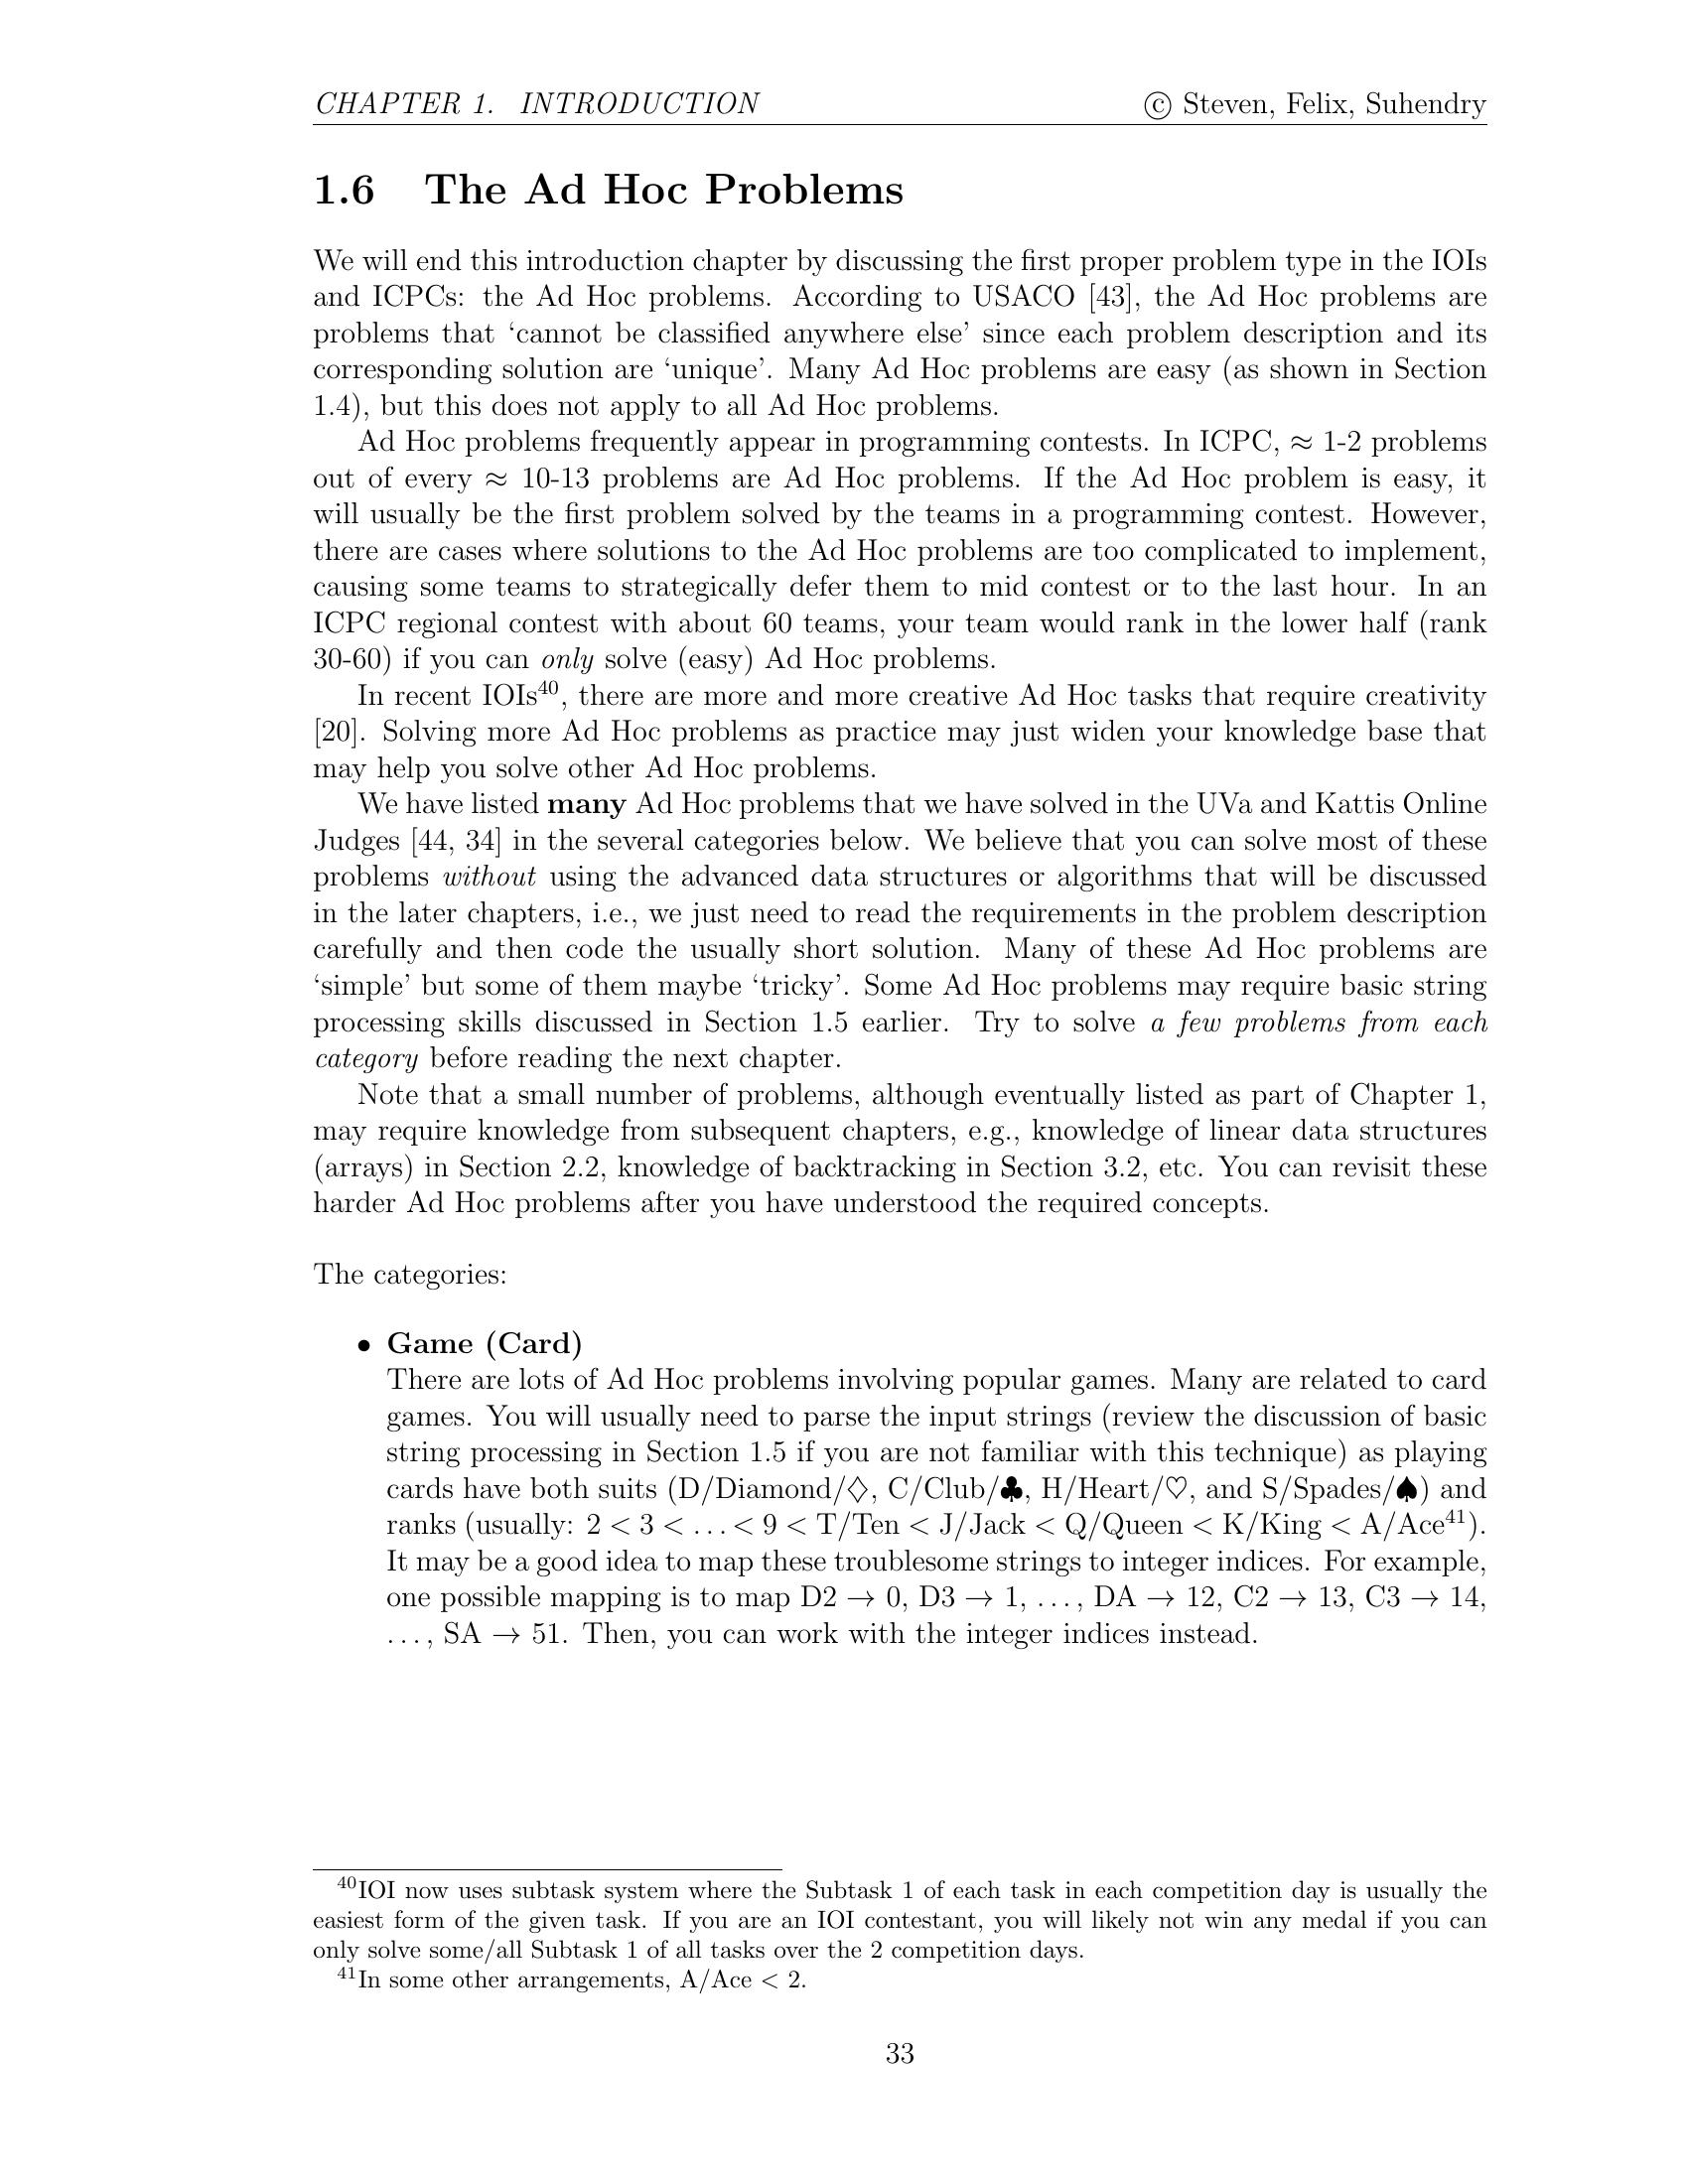 CHAPTER 1. INTRODUCTION © Steven, Felix, Suhendry
1.6 The Ad Hoc Problems
We will end this introduction chapter by discussing the first proper problem type in the IOIs
and ICPCs: the Ad Hoc problems. According to USACO [43], the Ad Hoc problems are
problems that ‘cannot be classified anywhere else’ since each problem description and its
corresponding solution are ‘unique’. Many Ad Hoc problems are easy (as shown in Section
1.4), but this does not apply to all Ad Hoc problems.
Ad Hoc problems frequently appear in programming contests. In ICPC, ≈ 1-2 problems
out of every ≈ 10-13 problems are Ad Hoc problems. If the Ad Hoc problem is easy, it
will usually be the first problem solved by the teams in a programming contest. However,
there are cases where solutions to the Ad Hoc problems are too complicated to implement,
causing some teams to strategically defer them to mid contest or to the last hour. In an
ICPC regional contest with about 60 teams, your team would rank in the lower half (rank
30-60) if you can only solve (easy) Ad Hoc problems.
In recent IOIs⁴⁰, there are more and more creative Ad Hoc tasks that require creativity
[20]. Solving more Ad Hoc problems as practice may just widen your knowledge base that
may help you solve other Ad Hoc problems.
We have listed many Ad Hoc problems that we have solved in the UVa and Kattis Online
Judges [44, 34] in the several categories below. We believe that you can solve most of these
problems without using the advanced data structures or algorithms that will be discussed
in the later chapters, i.e., we just need to read the requirements in the problem description
carefully and then code the usually short solution. Many of these Ad Hoc problems are
‘simple’ but some of them maybe ‘tricky’. Some Ad Hoc problems may require basic string
processing skills discussed in Section 1.5 earlier. Try to solve a few problems from each
category before reading the next chapter.
Note that a small number of problems, although eventually listed as part of Chapter 1,
may require knowledge from subsequent chapters, e.g., knowledge of linear data structures
(arrays) in Section 2.2, knowledge of backtracking in Section 3.2, etc. You can revisit these
harder Ad Hoc problems after you have understood the required concepts.
The categories:
• Game (Card)
There are lots of Ad Hoc problems involving popular games. Many are related to card
games. You will usually need to parse the input strings (review the discussion of basic
string processing in Section 1.5 if you are not familiar with this technique) as playing
cards have both suits (D/Diamond/♢, C/Club/♣, H/Heart/♡, and S/Spades/♠) and
ranks (usually: 2 < 3 < ... < 9 < T/Ten < J/Jack < Q/Queen < K/King < A/Ace⁴¹).
It may be a good idea to map these troublesome strings to integer indices. For example,
one possible mapping is to map D2 → 0, D3 → 1, ..., DA → 12, C2 → 13, C3 → 14,
..., SA → 51. Then, you can work with the integer indices instead.
⁴⁰IOI now uses subtask system where the Subtask 1 of each task in each competition day is usually the
easiest form of the given task. If you are an IOI contestant, you will likely not win any medal if you can
only solve some/all Subtask 1 of all tasks over the 2 competition days.
⁴¹In some other arrangements, A/Ace < 2.
33